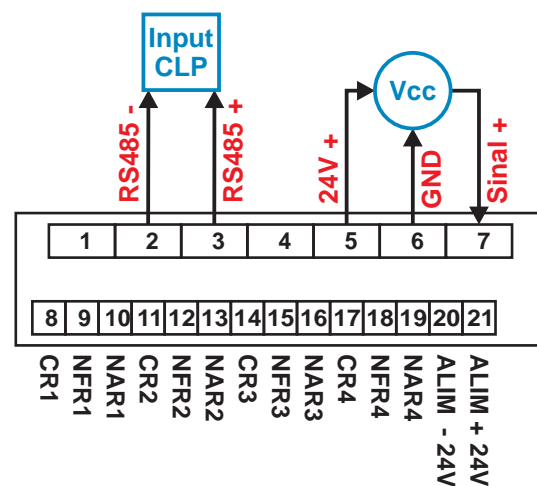 Input
CLP
Vcc
RS485 -
RS485 +
24V +
GND
Sinal +
1 2 3 4 5 6 7
8 9 10 11 12 13 14 15 16 17 18 19 20 21
CR1
NFR1
NAR1
CR2
NFR2
NAR2
CR3
NFR3
NAR3
CR4
NFR4
NAR4
ALIM - 24V
ALIM + 24V